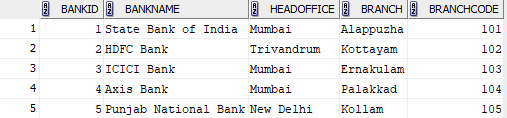 BANKID BANKNAME HEADOFFICE BRANCH BRANCHCODE
1 1 State Bank of India Mumbai Alappuzha 101
2 2 HDFC Bank Trivandrum Kottayam 102
3 3 ICICI Bank Mumbai Ernakulam 103
4 4 Axis Bank Mumbai Palakkad 104
5 5 Punjab National Bank New Delhi Kollam 105